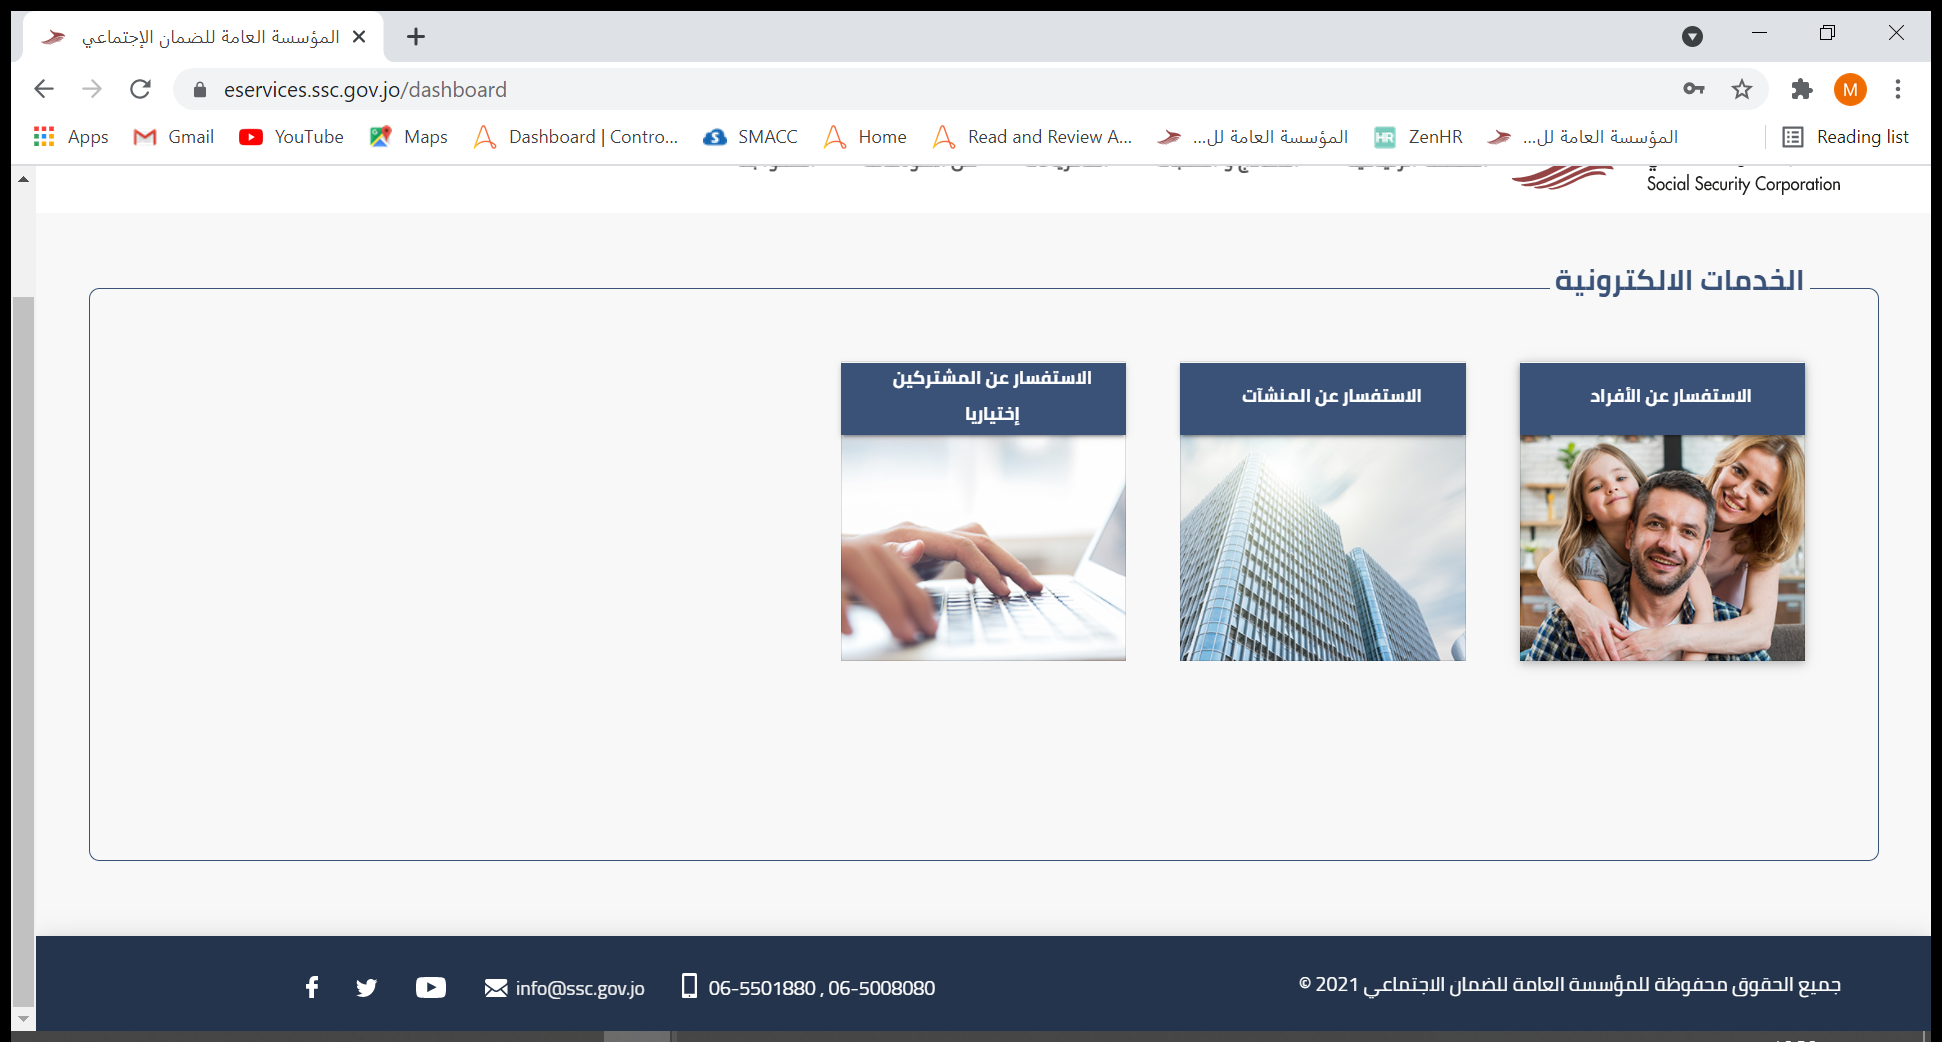 المؤسسة العامة للضمان الإجتماعي
eservices.ssc.gov.jo/dashboard
M
Apps
Gmail
YouTube
Maps
Dashboard | Contro...
SMACC
Home
Read and Review A...
المؤسسة العامة لل...
HR
ZenHR
المؤسسة العامة لل...
Reading list
Social Security Corporation
الخدمات الالكترونية
الاستفسار عن الأفراد
الاستفسار عن المنشآت
الاستفسار عن المشتركين
إختياريا
جميع الحقوق محفوظة للمؤسسة العامة للضمان الاجتماعي 2021 ©
06-5501880 , 06-5008080
info@ssc.gov.jo